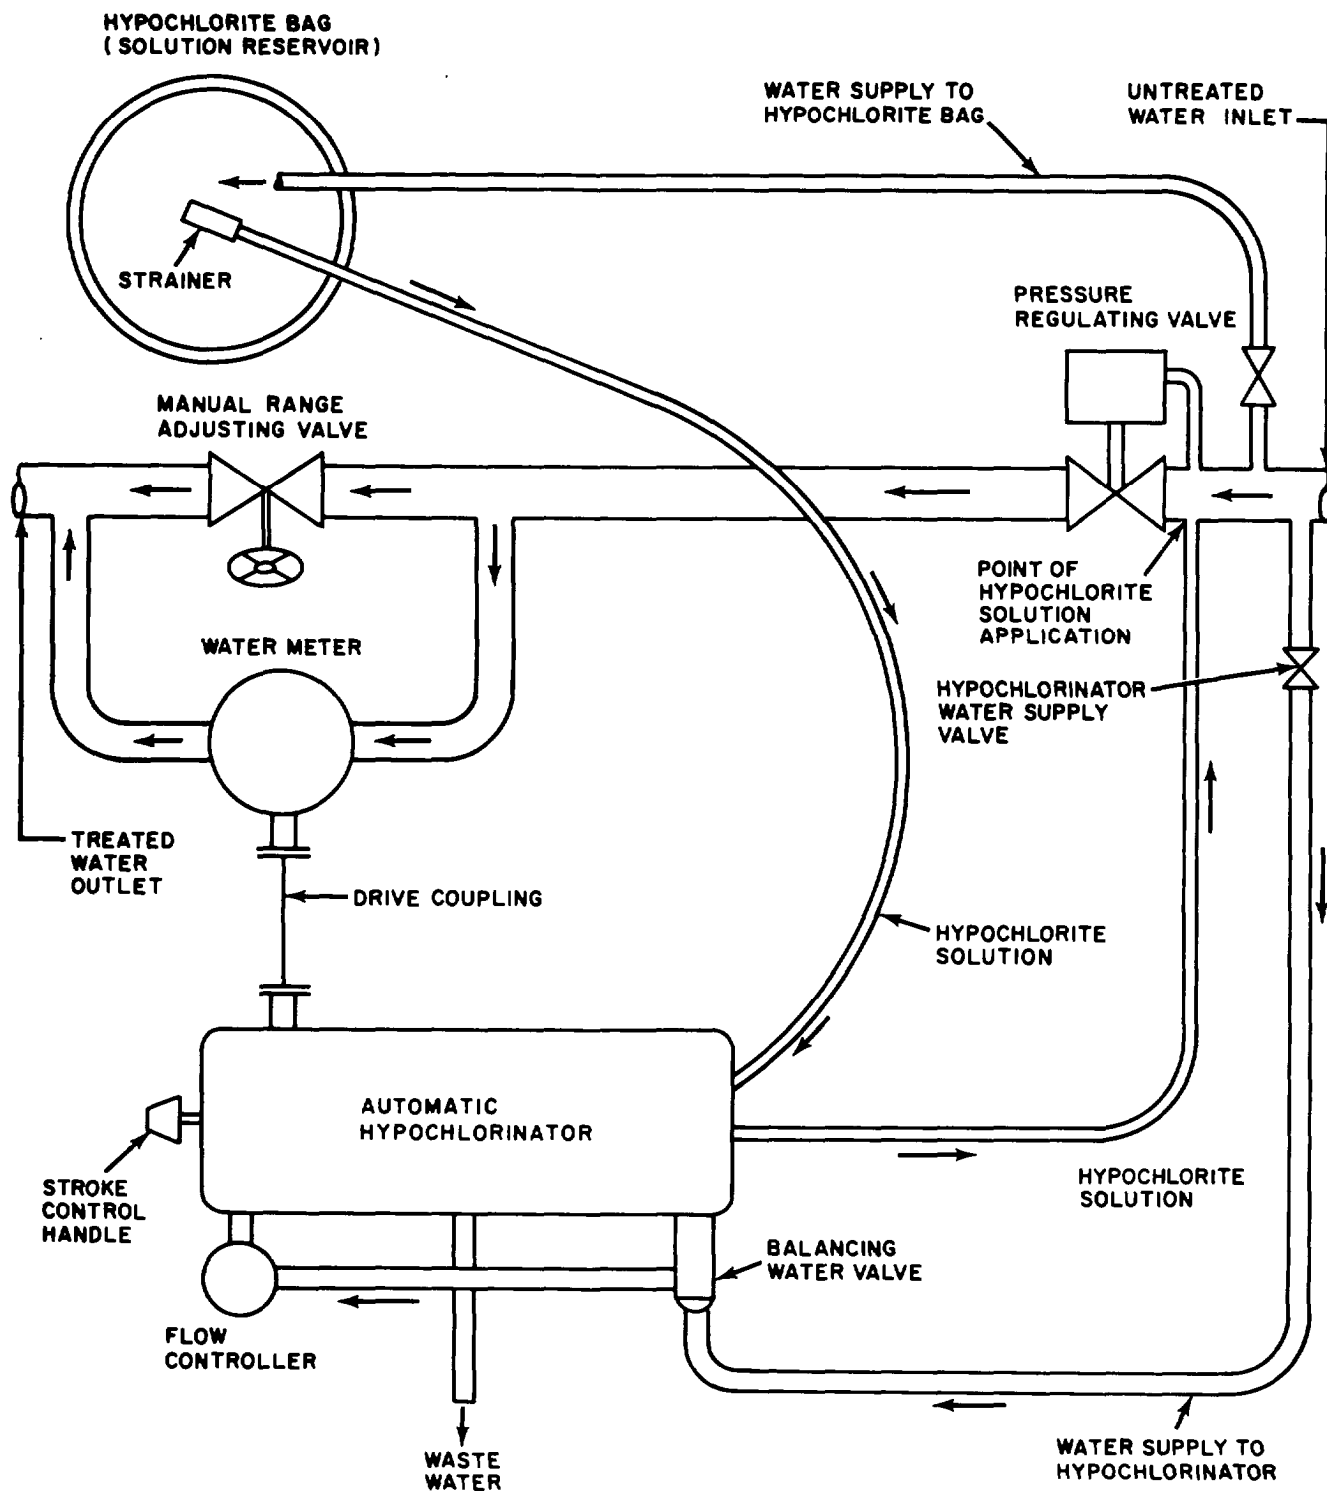 HYPOCHLORITE BAG
(SOLUTION RESERVOIR)
WATER SUPPLY TO
HYPOCHLORITE BAG
UNTREATED
WATER INLET
STRAINER
PRESSURE
REGULATING VALVE
MANUAL RANGE
ADJUSTING VALVE
POINT OF
HYPOCHLORITE
SOLUTION
APPLICATION
WATER METER
HYPOCHLORINATOR
WATER SUPPLY
VALVE
TREATED
WATER
OUTLET
DRIVE COUPLING
HYPOCHLORITE
SOLUTION
AUTOMATIC
HYPOCHLORINATOR
STROKE
CONTROL
HANDLE
HYPOCHLORITE
SOLUTION
BALANCING
WATER VALVE
FLOW
CONTROLLER
WASTE
WATER
WATER SUPPLY TO
HYPOCHLORINATOR